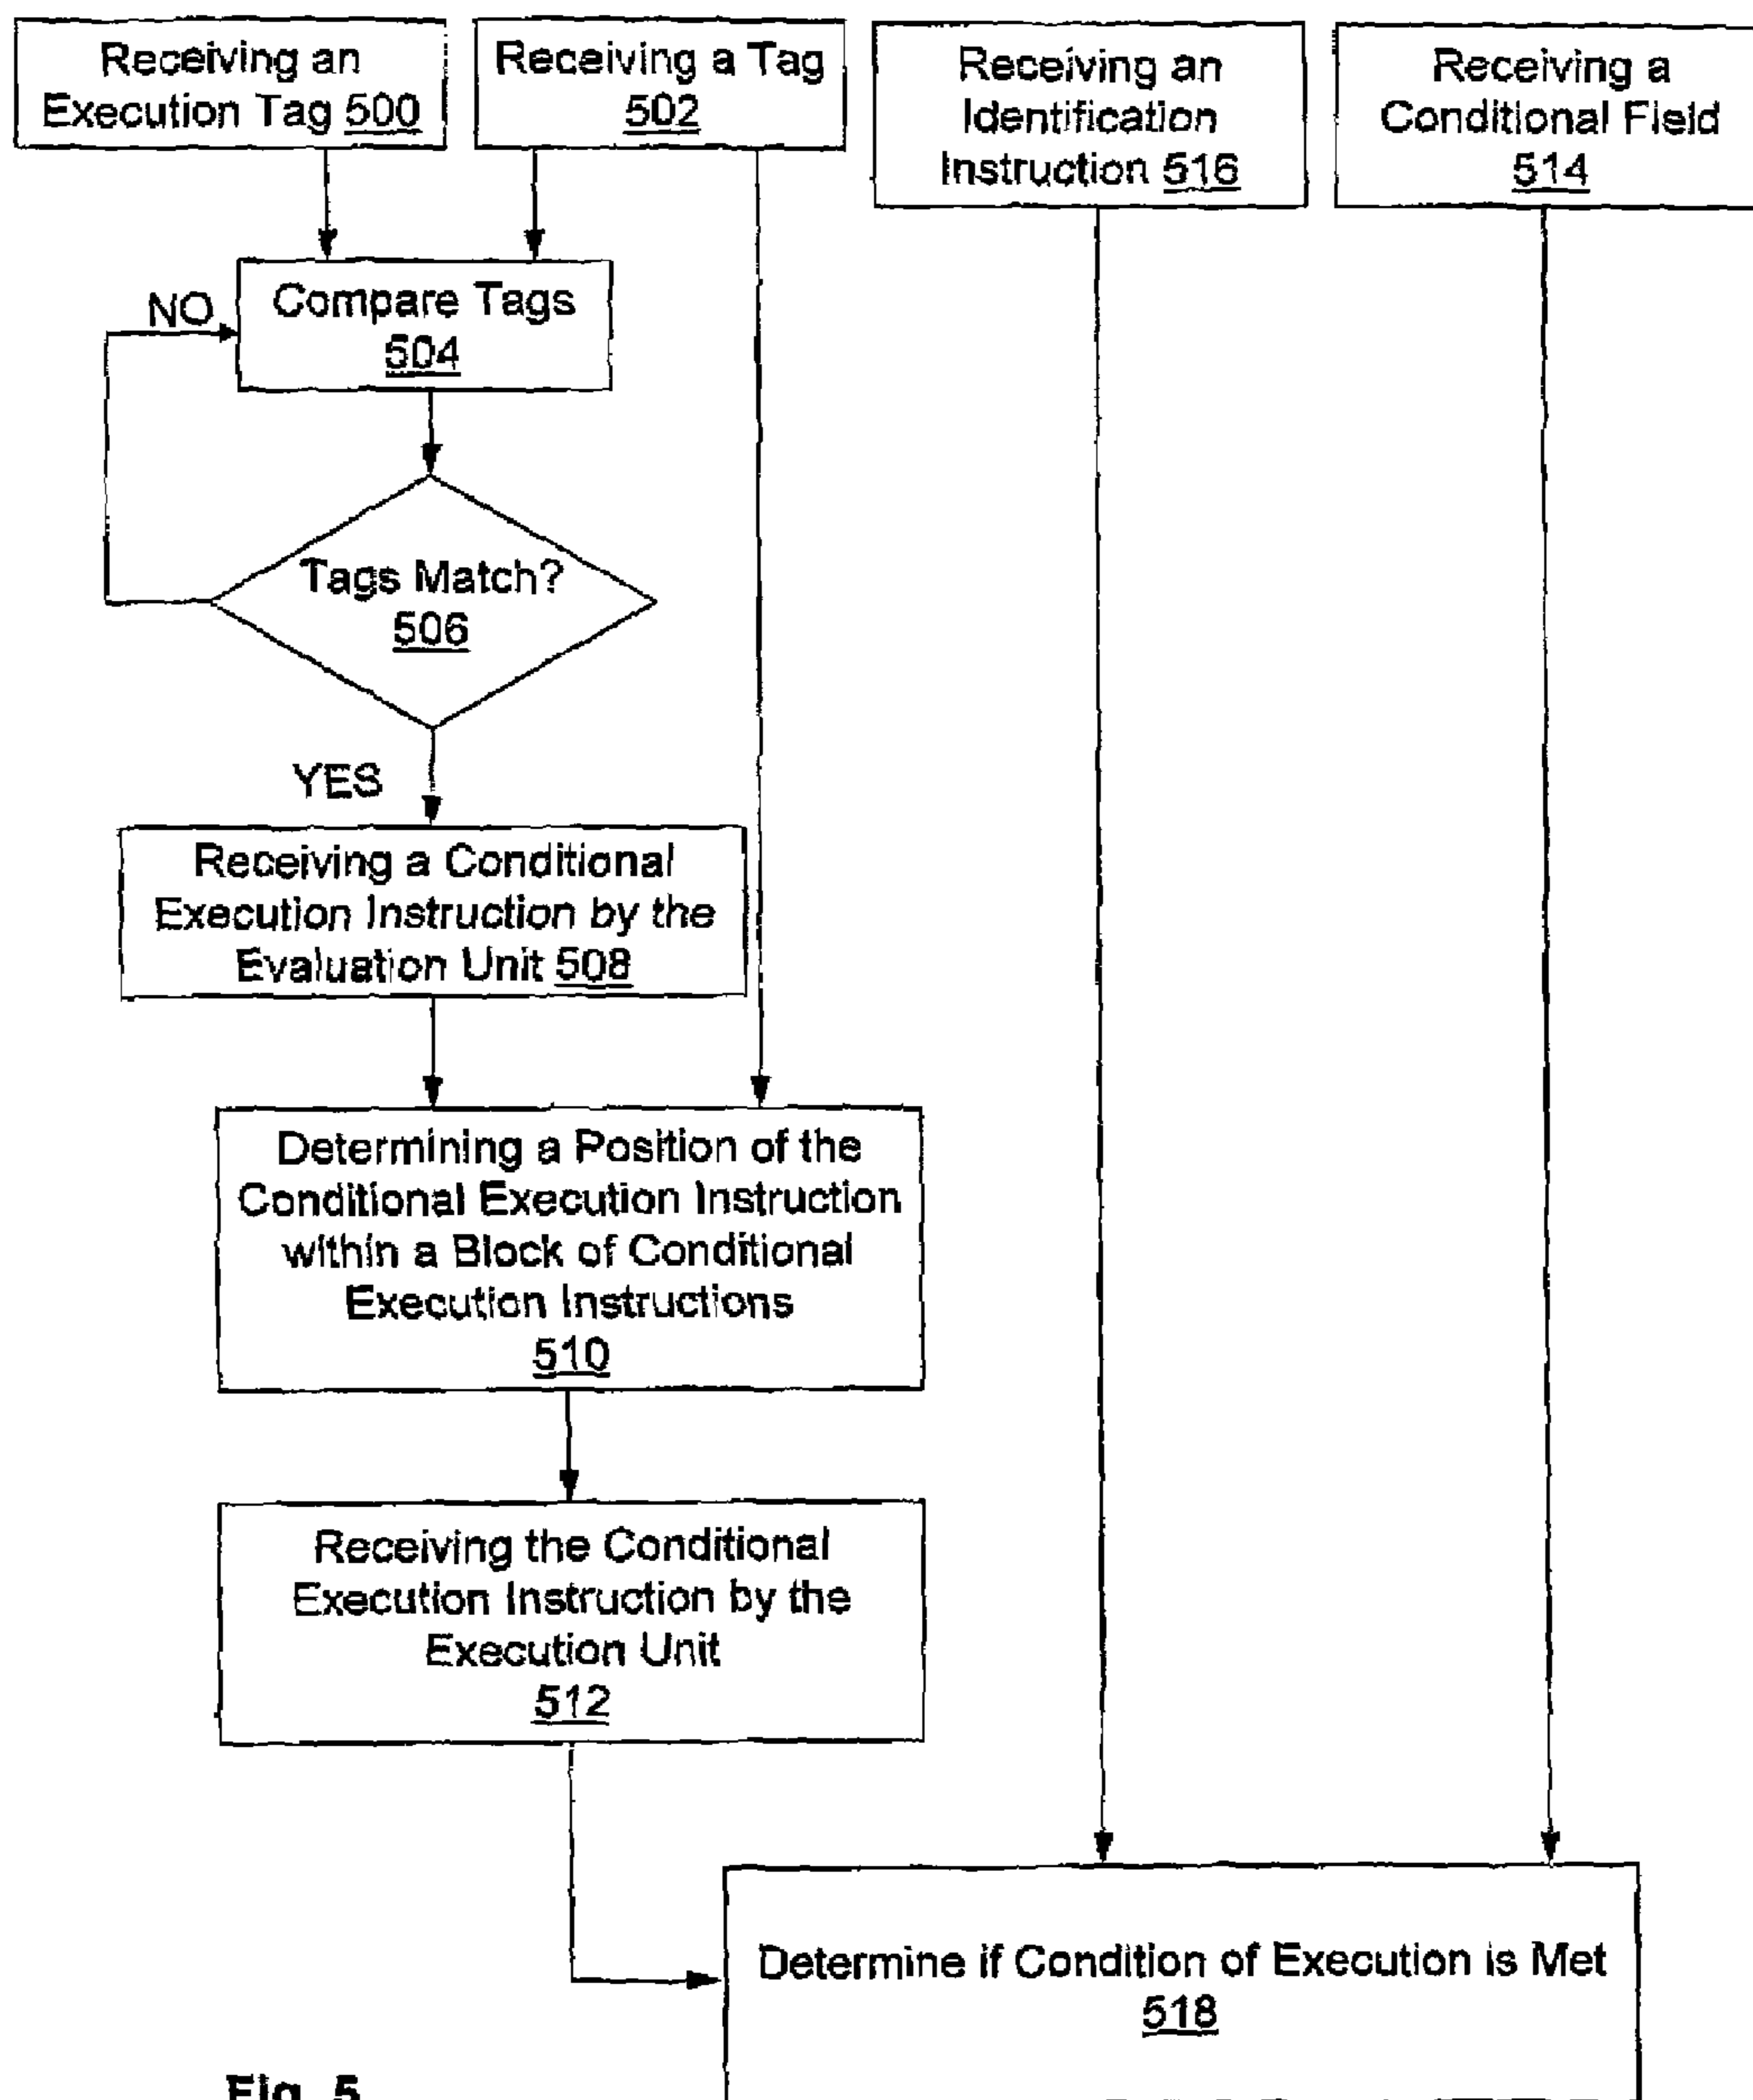 Receiving an
Execution Tag 500
Receiving a Tag
502
Receiving an
Identification
Instruction 516
Receiving a
Conditional Field
514
NO
Compare Tags
504
Tags Match?
506
YES
Receiving a Conditional
Execution Instruction by the
Evaluation Unit 508
Determining a Position of the
Conditional Execution Instruction
within a Block of Conditional
Execution Instructions
510
Receiving the Conditional
Execution Instruction by the
Execution Unit
512
Determine if Condition of Execution is Met
518
Fig. 5